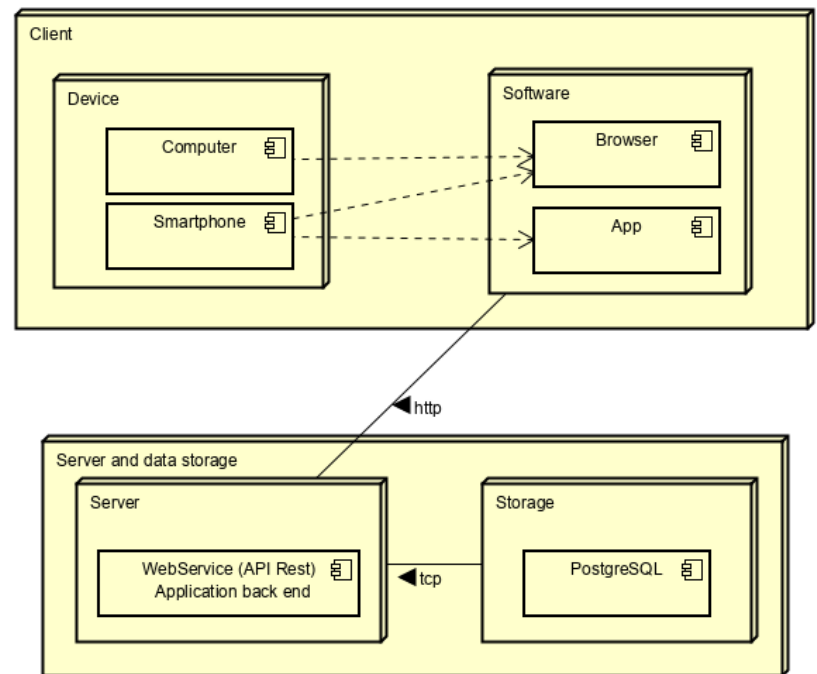 Client
Device
Computer
Smartphone
Software
Browser
App
http
Server and data storage
Server
WebService (API Rest)
Application back end
tcp
Storage
PostgreSQL